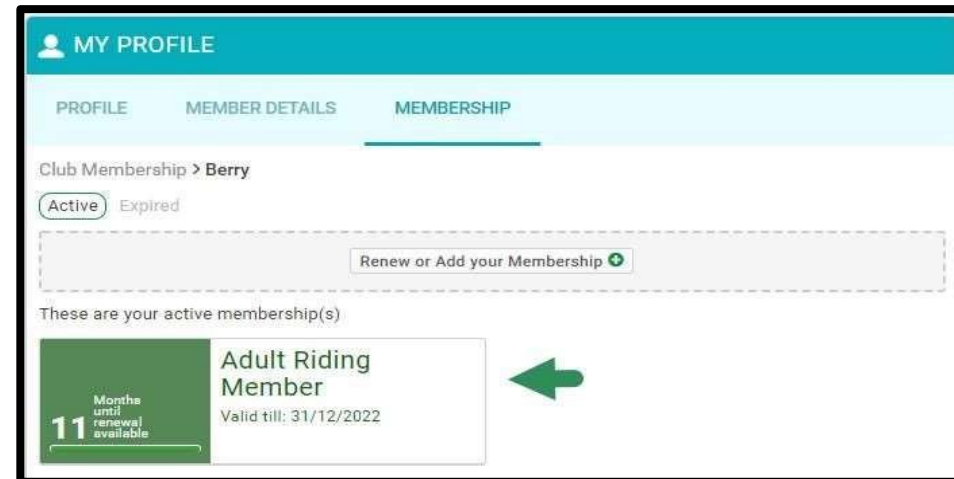 MY PROFILE
PROFILE MEMBER DETAILS MEMBERSHIP
Club Membership > Berry
Active Expired
Renew or Add your Membership
These are your active membership(s)
Adult Riding
Member
Valid till: 31/12/2022
11 Months
until
renewal
available